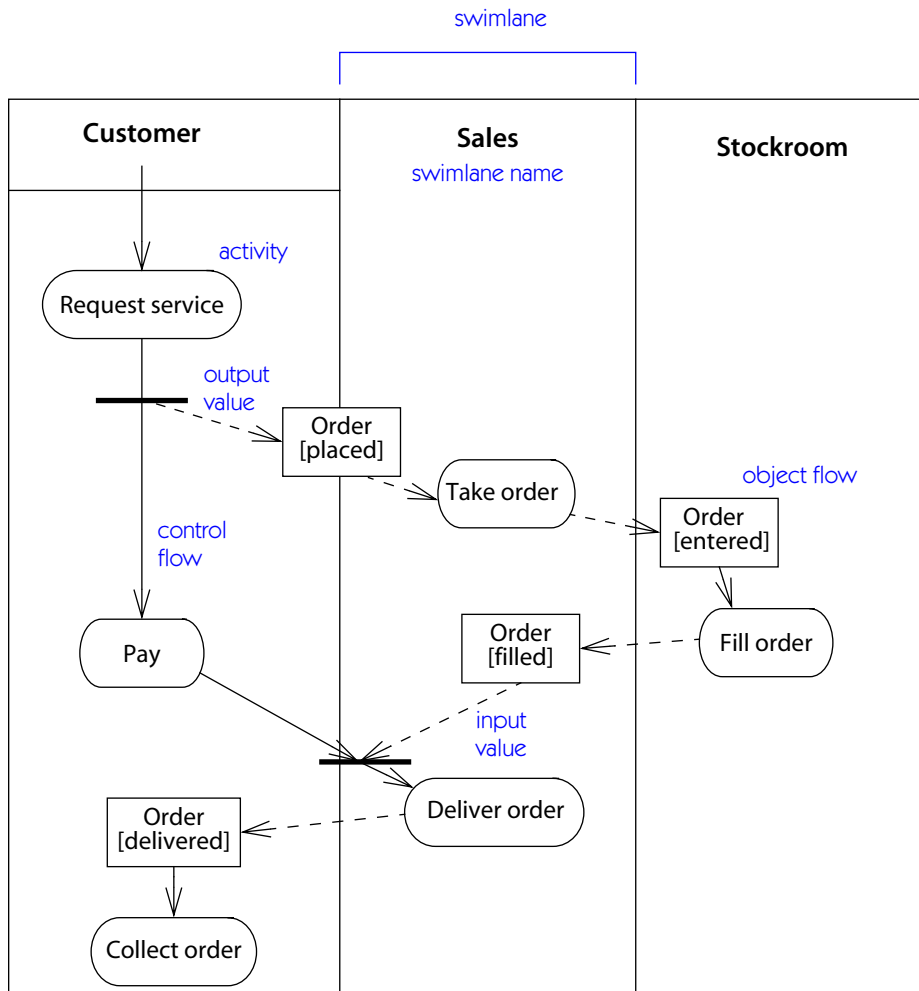 swimlane
Customer
Sales
swimlane name
Stockroom
activity
Request service
output
value
Order
[placed]
Take order
object flow
Order
[entered]
control
flow
Pay
Order
[filled]
Fill order
input
value
Deliver order
Order
[delivered]
Collect order